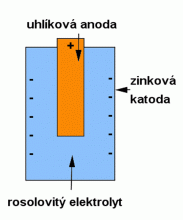 uhlíková anoda
+
zinková
katoda
- -
- -
- -
- -
- -
rosolovitý elektrolyt